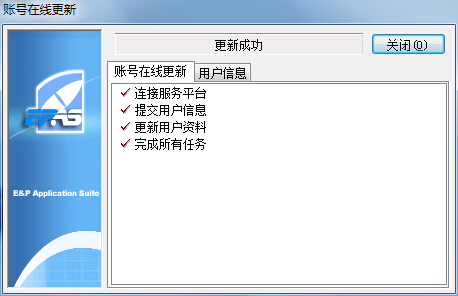 账号在线更新
更新成功
关闭(O)
账号在线更新
用户信息
连接服务平台
提交用户信息
更新用户资料
完成所有任务
EPAS
E&P Application Suite